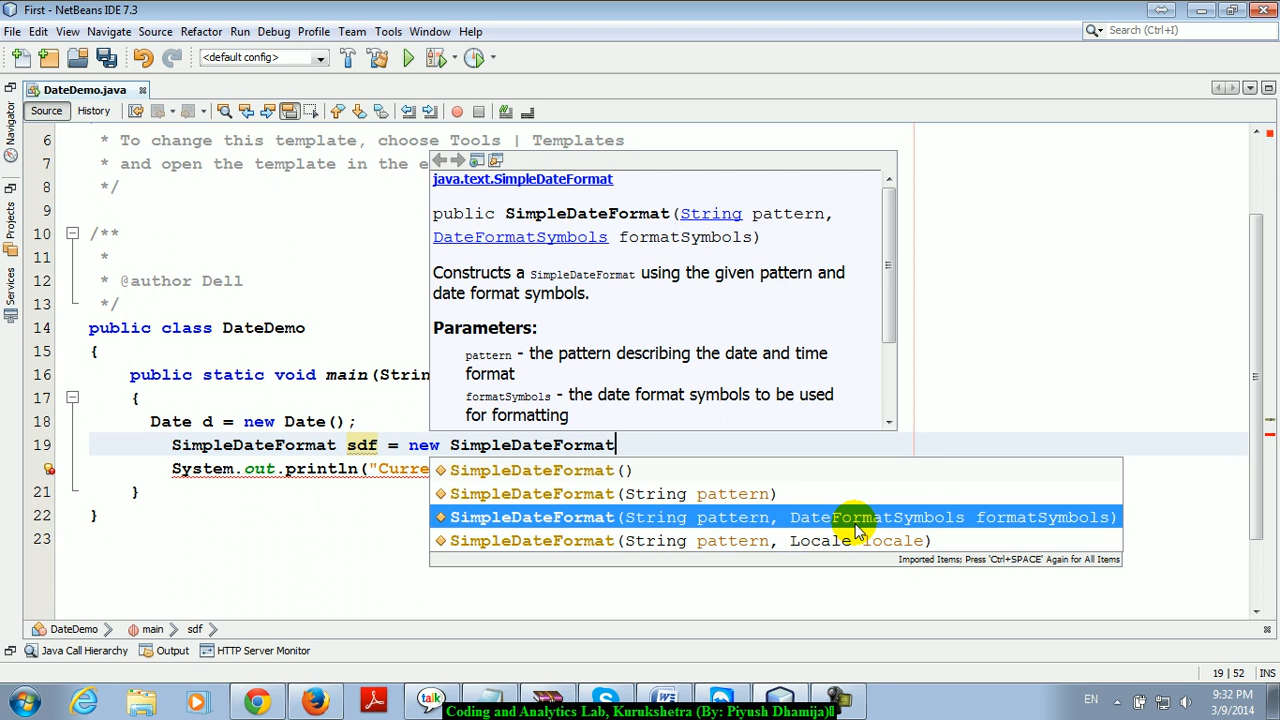 First - NetBeans IDE 7.3
File Edit View Navigate Source Refactor Run Debug Profile Team Tools Window Help
Search (Ctrl+I)
<default config>
DateDemo.java
Source History
Navigator
Projects
Services
6 * To change this template, choose Tools | Templates
7 * and open the template in the e
8 */
9
10 /**
11 *
12 * @author Dell
13 */
14 public class DateDemo
15 {
16 public static void main(Strin
17 {
18 Date d = new Date();
19 SimpleDateFormat sdf = new SimpleDateFormat
System.out.println("Curre
21 }
22 }
23
java.text.SimpleDateFormat
public SimpleDateFormat(String pattern,
DateFormatSymbols formatSymbols)
Constructs a SimpleDateFormat using the given pattern and
date format symbols.
Parameters:
pattern - the pattern describing the date and time
format
formatSymbols - the date format symbols to be used
for formatting
SimpleDateFormat()
SimpleDateFormat(String pattern)
SimpleDateFormat(String pattern, DateFormatSymbols formatSymbols)
SimpleDateFormat(String pattern, Locale locale)
Imported Items; Press 'Ctrl+SPACE' Again for All Items
DateDemo main sdf
Java Call Hierarchy Output HTTP Server Monitor
19 | 52 INS
talk
EN
9:32 PM
3/9/2014
Coding and Analytics Lab, Kurukshetra (By: Piyush Dhamija)